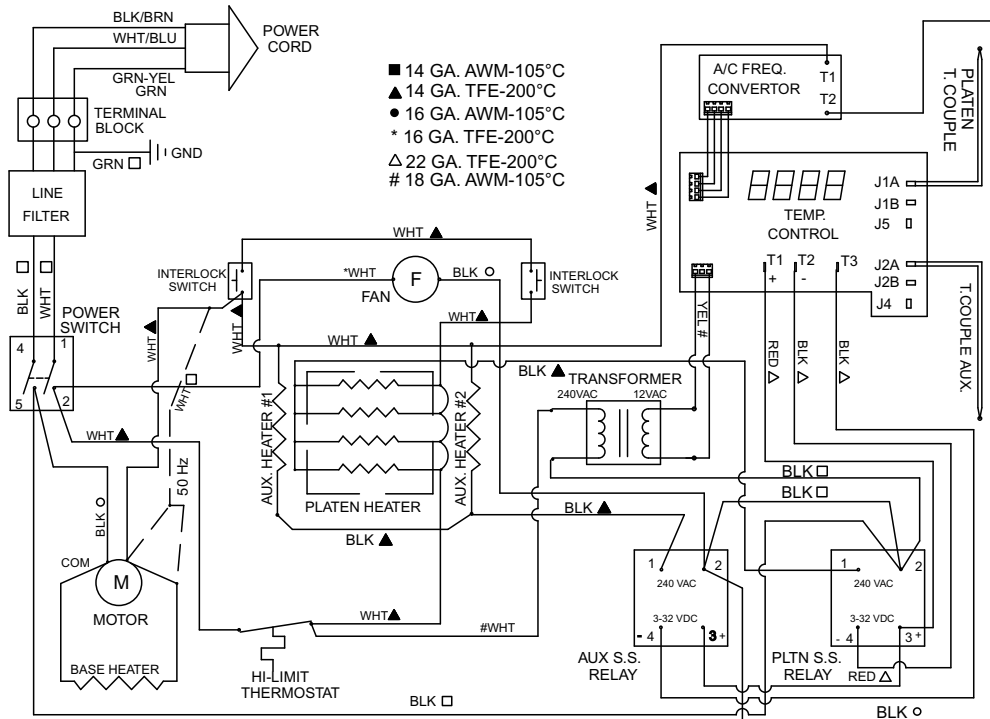 BLK/BRN
WHT/BLU
GRN-YEL
GRN
POWER
CORD
TERMINAL
BLOCK
GRN □
GND
LINE
FILTER
■ 14 GA. AWM-105°C
▲ 14 GA. TFE-200°C
● 16 GA. AWM-105°C
* 16 GA. TFE-200°C
△ 22 GA. TFE-200°C
# 18 GA. AWM-105°C
A/C FREQ.
CONVERTOR
T1
T2
PLATEN
T. COUPLE
WHT ▲
J1A
J1B
J5
TEMP.
CONTROL
T1
T2
T3
+
-
J2A
J2B
J4
T.COUPLE AUX.
YEL #
RED △
BLK △
BLK △
WHT ▲
INTERLOCK
SWITCH
*WHT
F
FAN
BLK ○
INTERLOCK
SWITCH
WHT▲
BLK □
WHT □
POWER
SWITCH
4
1
5
2
WHT ▲
WHT ▲
WHT □
WHT ▲
BLK ▲
TRANSFORMER
240VAC
12VAC
AUX. HEATER #1
AUX. HEATER #2
PLATEN HEATER
WHT▲
50 Hz
BLK ○
BLK ▲
BLK ▲
BLK □
BLK □
COM
M
MOTOR
BASE HEATER
WHT▲
#WHT
HI-LIMIT
THERMOSTAT
1
2
240 VAC
3-32 VDC
- 4
3 +
AUX S.S.
RELAY
1
2
240 VAC
3-32 VDC
- 4
3 +
PLTN S.S.
RELAY
RED △
BLK □
BLK ○